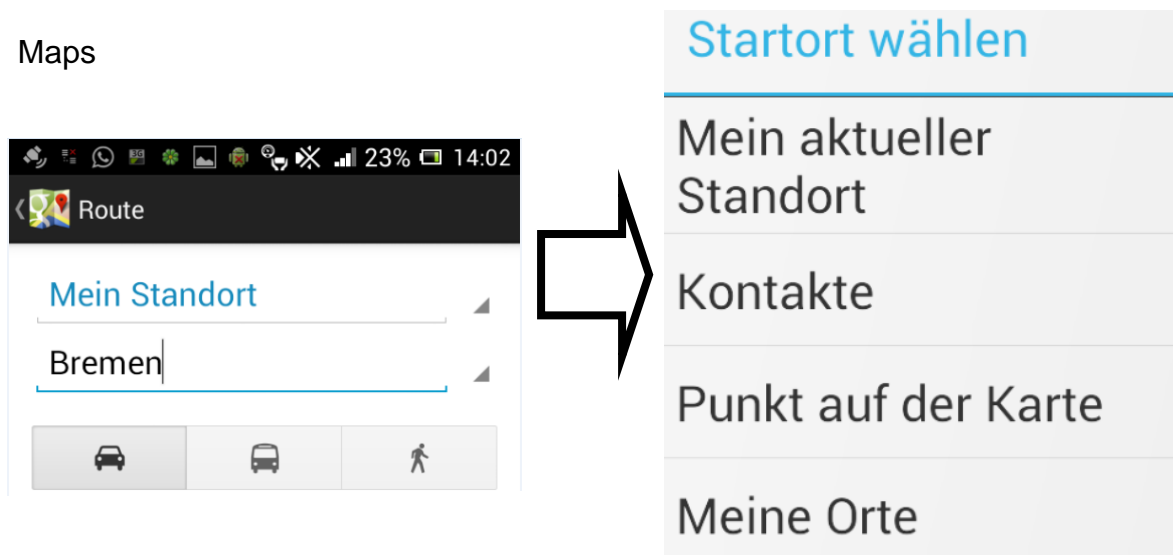 Maps
23% 14:02
Route
Mein Standort
Bremen
Startort wählen
Mein aktueller
Standort
Kontakte
Punkt auf der Karte
Meine Orte